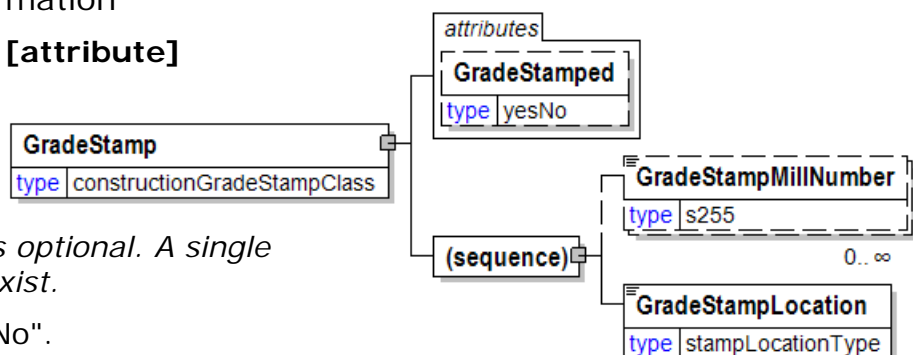 [attribute]
s optional. A single
xist.
No".
GradeStamp
type constructionGradeStampClass
attributes
GradeStamped
type yesNo
(sequence)
GradeStampMillNumber
type s255
0.. ∞
GradeStampLocation
type stampLocationType